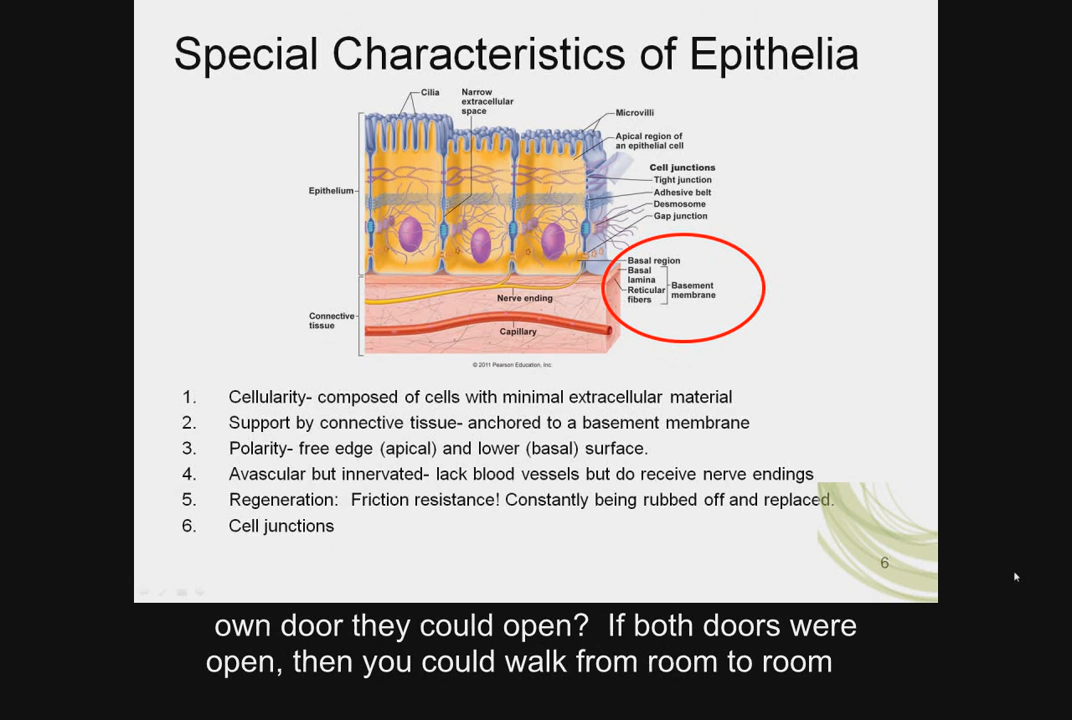 Special Characteristics of Epithelia
Cilia
Narrow
extracellular
space
Microvilli
Apical region of
an epithelial cell
Cell junctions
Tight junction
Adhesive belt
Desmosome
Gap junction
Epithelium
Basal region
Basal
lamina
Reticular
fibers
Basement
membrane
Nerve ending
Connective
tissue
Capillary
© 2011 Pearson Education, Inc.
1. Cellularity- composed of cells with minimal extracellular material
2. Support by connective tissue- anchored to a basement membrane
3. Polarity- free edge (apical) and lower (basal) surface.
4. Avascular but innervated- lack blood vessels but do receive nerve endings
5. Regeneration: Friction resistance! Constantly being rubbed off and replaced.
6. Cell junctions
6
own door they could open? If both doors were
open, then you could walk from room to room